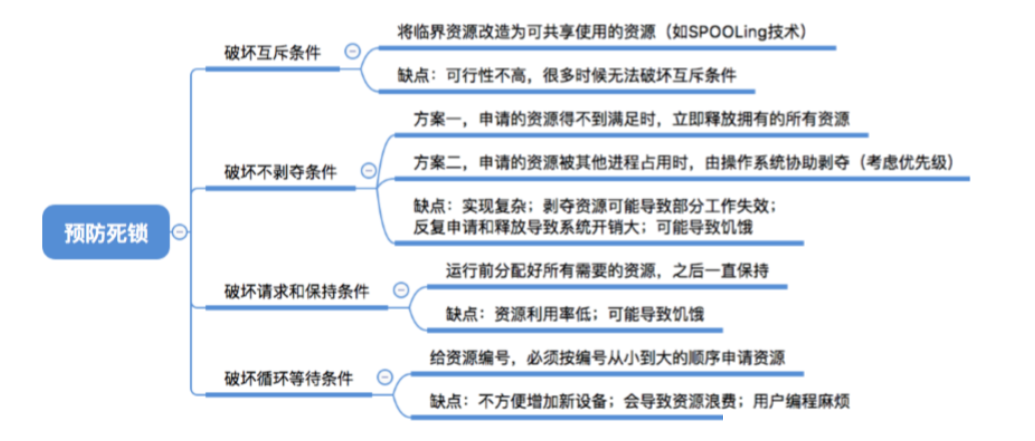 预防死锁
破坏互斥条件
将临界资源改造为可共享使用的资源（如SPOOLing技术）
缺点：可行性不高，很多时候无法破坏互斥条件
破坏不剥夺条件
方案一，申请的资源得不到满足时，立即释放拥有的所有资源
方案二，申请的资源被其他进程占用时，由操作系统协助剥夺（考虑优先级）
缺点：实现复杂；剥夺资源可能导致部分工作失效；
反复申请和释放导致系统开销大；可能导致饥饿
破坏请求和保持条件
运行前分配好所有需要的资源，之后一直保持
缺点：资源利用率低；可能导致饥饿
破坏循环等待条件
给资源编号，必须按编号从小到大的顺序申请资源
缺点：不方便增加新设备；会导致资源浪费；用户编程麻烦